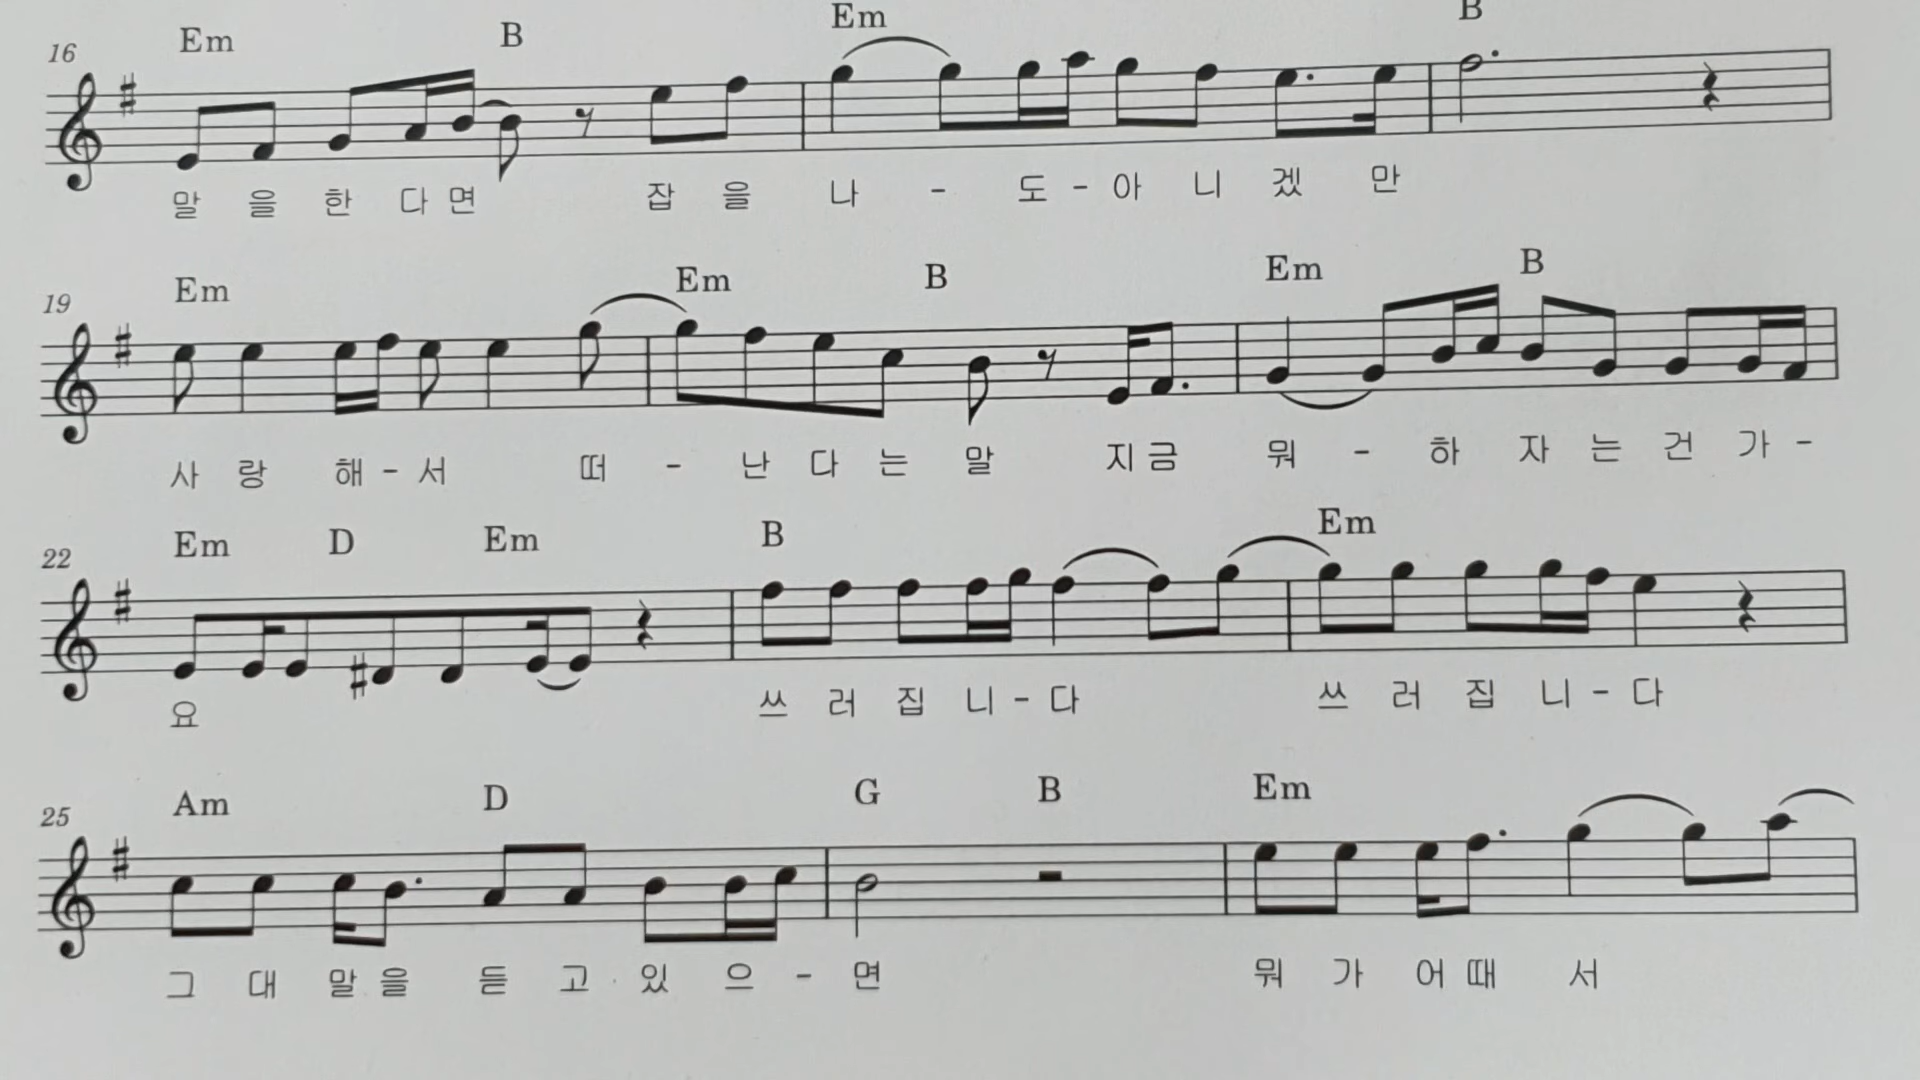 16 Em B Em B
말 을 한 다 면 잡 을 나 - 도 - 아 니 겠 만
19 Em Em B Em B
사 랑 해 - 서 떠 - 난 다 는 말 지 금 뭐 - 하 자 는 건 가 -
22 Em D Em B Em
요 쓰 러 집 니 - 다 쓰 러 집 니 - 다
25 Am D G B Em
그 대 말 을 듣 고 있 으 - 면 뭐 가 어 때 서